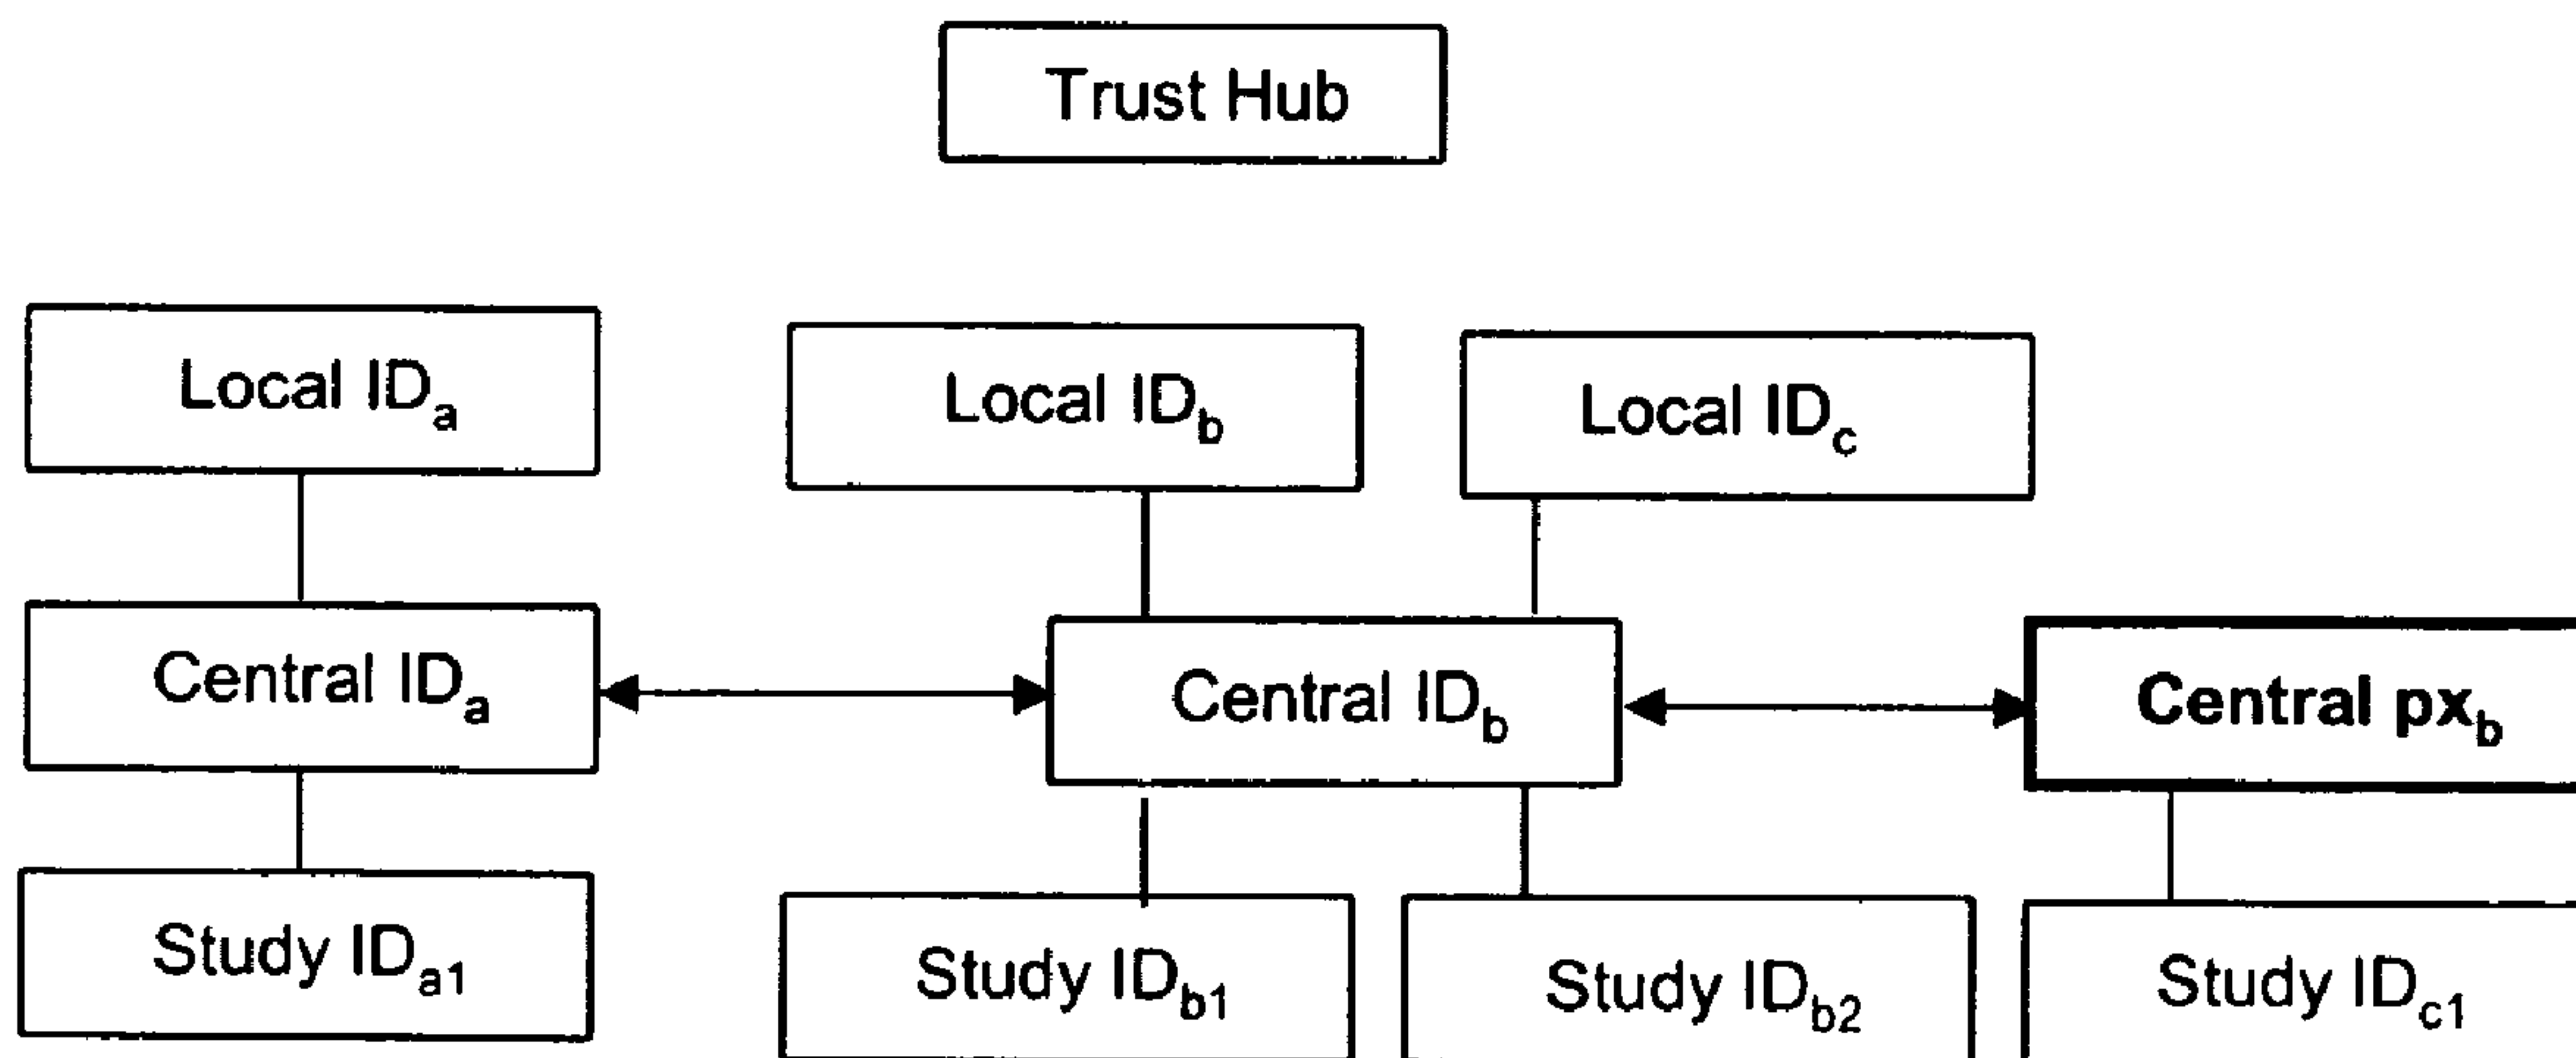 Trust Hub
Local IDa
Local IDb
Local IDc
Central IDa
Central IDb
Central pxb
Study IDa1
Study IDb1
Study IDb2
Study IDc1